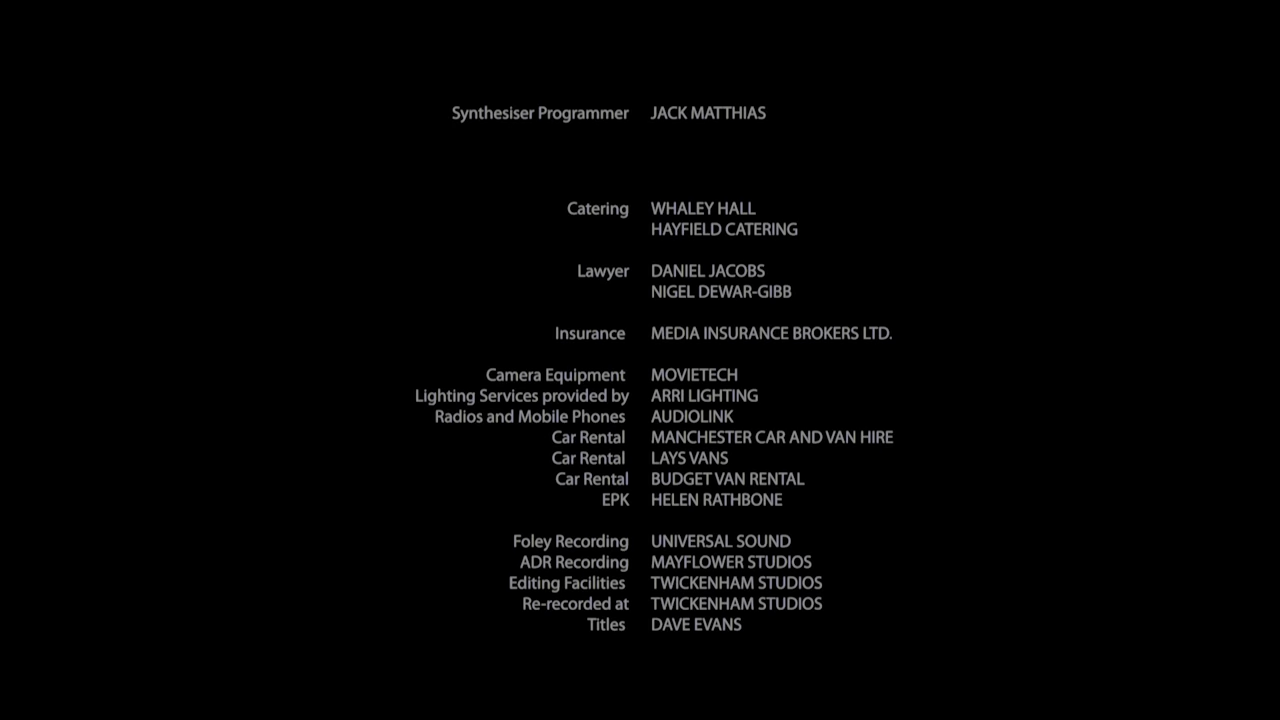 Synthesiser Programmer JACK MATTHIAS
Catering WHALEY HALL
HAYFIELD CATERING
Lawyer DANIEL JACOBS
NIGEL DEWAR-GIBB
Insurance MEDIA INSURANCE BROKERS LTD.
Camera Equipment MOVIETECH
Lighting Services provided by ARRI LIGHTING
Radios and Mobile Phones AUDIOLINK
Car Rental MANCHESTER CAR AND VAN HIRE
Car Rental LAYS VANS
Car Rental BUDGET VAN RENTAL
EPK HELEN RATHBONE
Foley Recording UNIVERSAL SOUND
ADR Recording MAYFLOWER STUDIOS
Editing Facilities TWICKENHAM STUDIOS
Re-recorded at TWICKENHAM STUDIOS
Titles DAVE EVANS